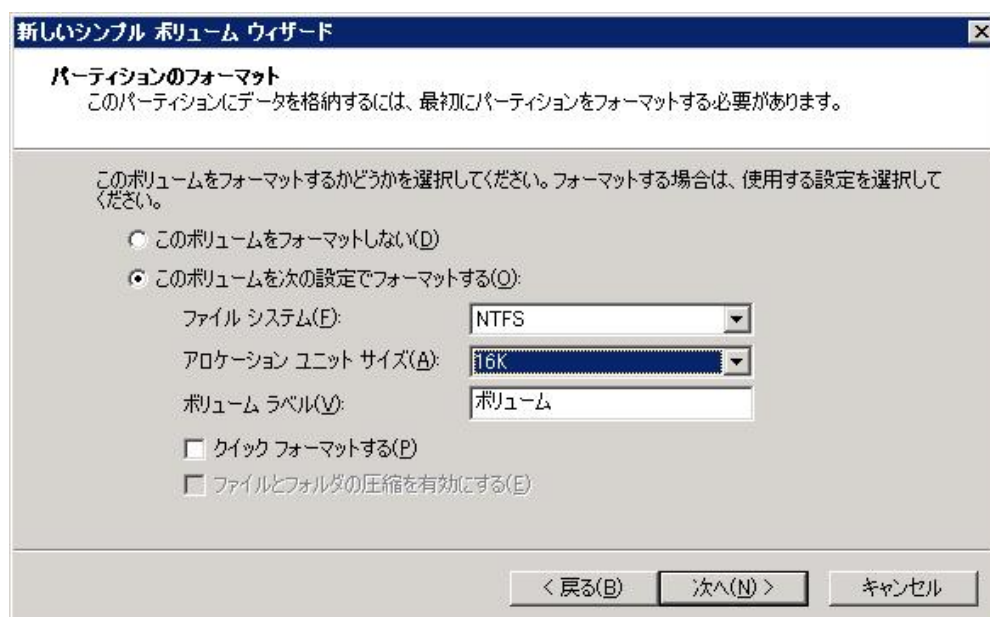 新しいシンプル ボリューム ウィザード
パーティションのフォーマット
このパーティションにデータを格納するには、最初にパーティションをフォーマットする必要があります。
このボリュームをフォーマットするかどうかを選択してください。フォーマットする場合は、使用する設定を選択して
ください。
このボリュームをフォーマットしない(D)
このボリュームを次の設定でフォーマットする(O):
ファイル システム(F): NTFS
アロケーション ユニット サイズ(A): 16K
ボリューム ラベル(V): ボリューム
クイック フォーマットする(P)
ファイルとフォルダの圧縮を有効にする(E)
< 戻る(B) 次へ(N) > キャンセル